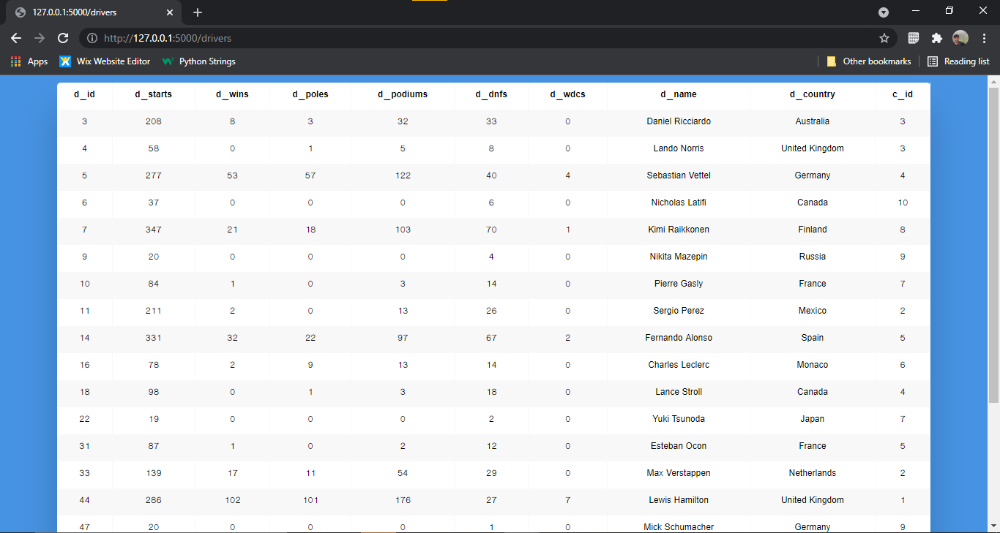 127.0.0.1:5000/drivers
http://127.0.0.1:5000/drivers
Apps Wix Website Editor Python Strings Other bookmarks Reading list
d_id d_starts d_wins d_poles d_podiums d_dnfs d_wdcs d_name d_country c_id
3 208 8 3 32 33 0 Daniel Ricciardo Australia 3
4 58 0 1 5 8 0 Lando Norris United Kingdom 3
5 277 53 57 122 40 4 Sebastian Vettel Germany 4
6 37 0 0 0 6 0 Nicholas Latifi Canada 10
7 347 21 18 103 70 1 Kimi Raikkonen Finland 8
9 20 0 0 0 4 0 Nikita Mazepin Russia 9
10 84 1 0 3 14 0 Pierre Gasly France 7
11 211 2 0 13 26 0 Sergio Perez Mexico 2
14 331 32 22 97 67 2 Fernando Alonso Spain 5
16 78 2 9 13 14 0 Charles Leclerc Monaco 6
18 98 0 1 3 18 0 Lance Stroll Canada 4
22 19 0 0 0 2 0 Yuki Tsunoda Japan 7
31 87 1 0 2 12 0 Esteban Ocon France 5
33 139 17 11 54 29 0 Max Verstappen Netherlands 2
44 286 102 101 176 27 7 Lewis Hamilton United Kingdom 1
47 20 0 0 0 1 0 Mick Schumacher Germany 9